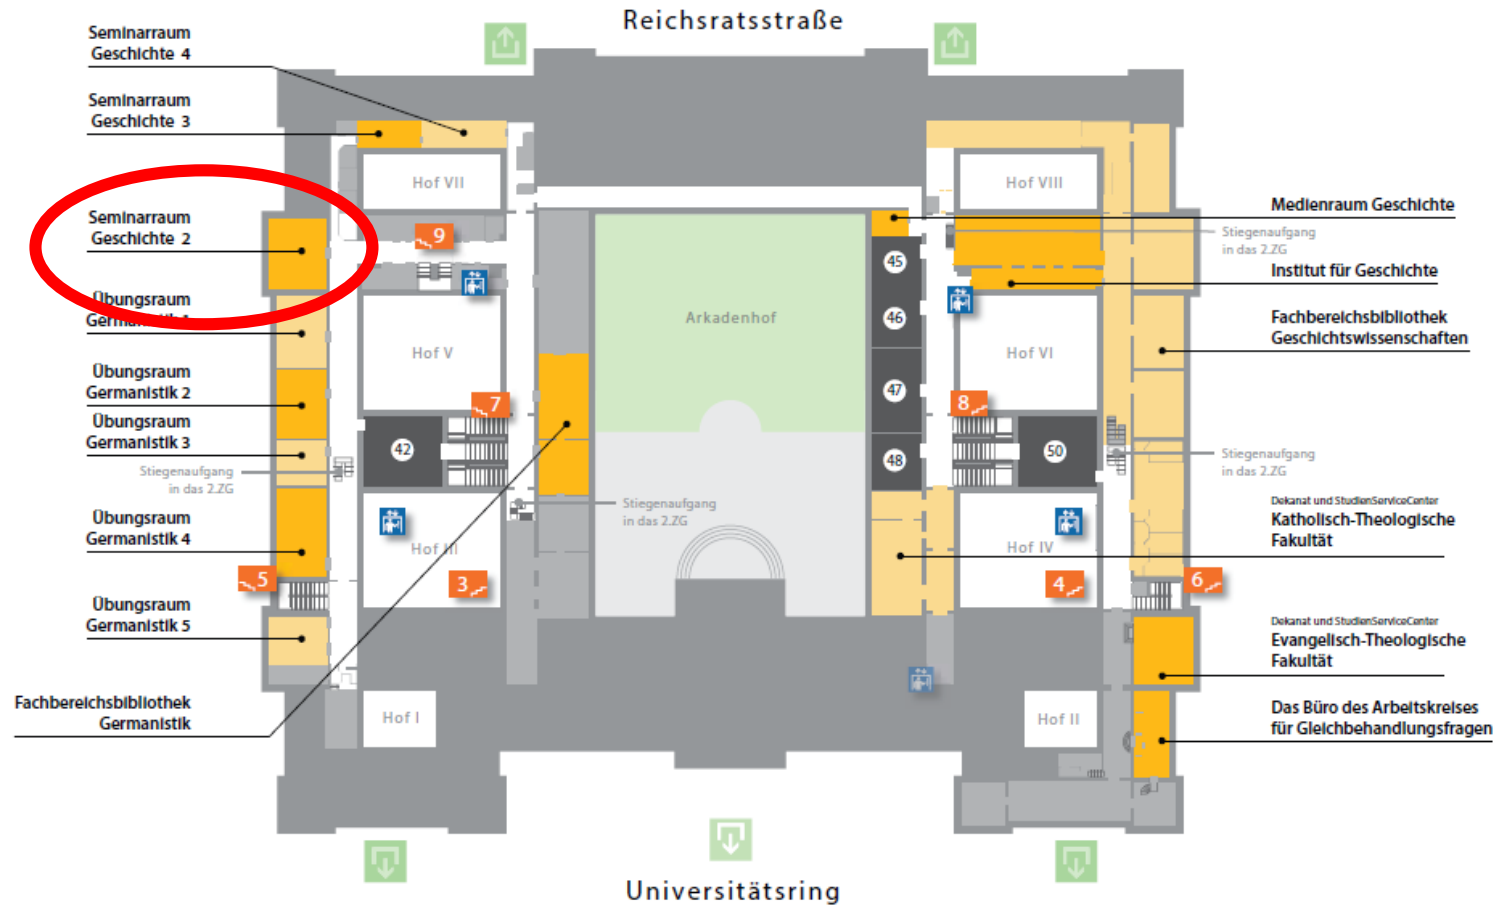 Reichsratsstraße
Seminarraum
Geschichte 4
Seminarraum
Geschichte 3
Seminarraum
Geschichte 2
Übungsraum
Germanistik 1
Übungsraum
Germanistik 2
Übungsraum
Germanistik 3
Stiegenaufgang
in das 2.ZG
Übungsraum
Germanistik 4
Übungsraum
Germanistik 5
Fachbereichsbibliothek
Germanistik
Hof VII
9
Hof V
7
42
Hof III
3
5
Hof I
Arkadenhof
Stiegenaufgang
in das 2.ZG
45
46
47
48
Hof VIII
Hof VI
8
50
Hof IV
4
6
Hof II
Medienraum Geschichte
Stiegenaufgang
in das 2.ZG
Institut für Geschichte
Fachbereichsbibliothek
Geschichtswissenschaften
Stiegenaufgang
in das 2.ZG
Dekanat und StudienServiceCenter
Katholisch-Theologische
Fakultät
Dekanat und StudienServiceCenter
Evangelisch-Theologische
Fakultät
Das Büro des Arbeitskreises
für Gleichbehandlungsfragen
Universitätsring